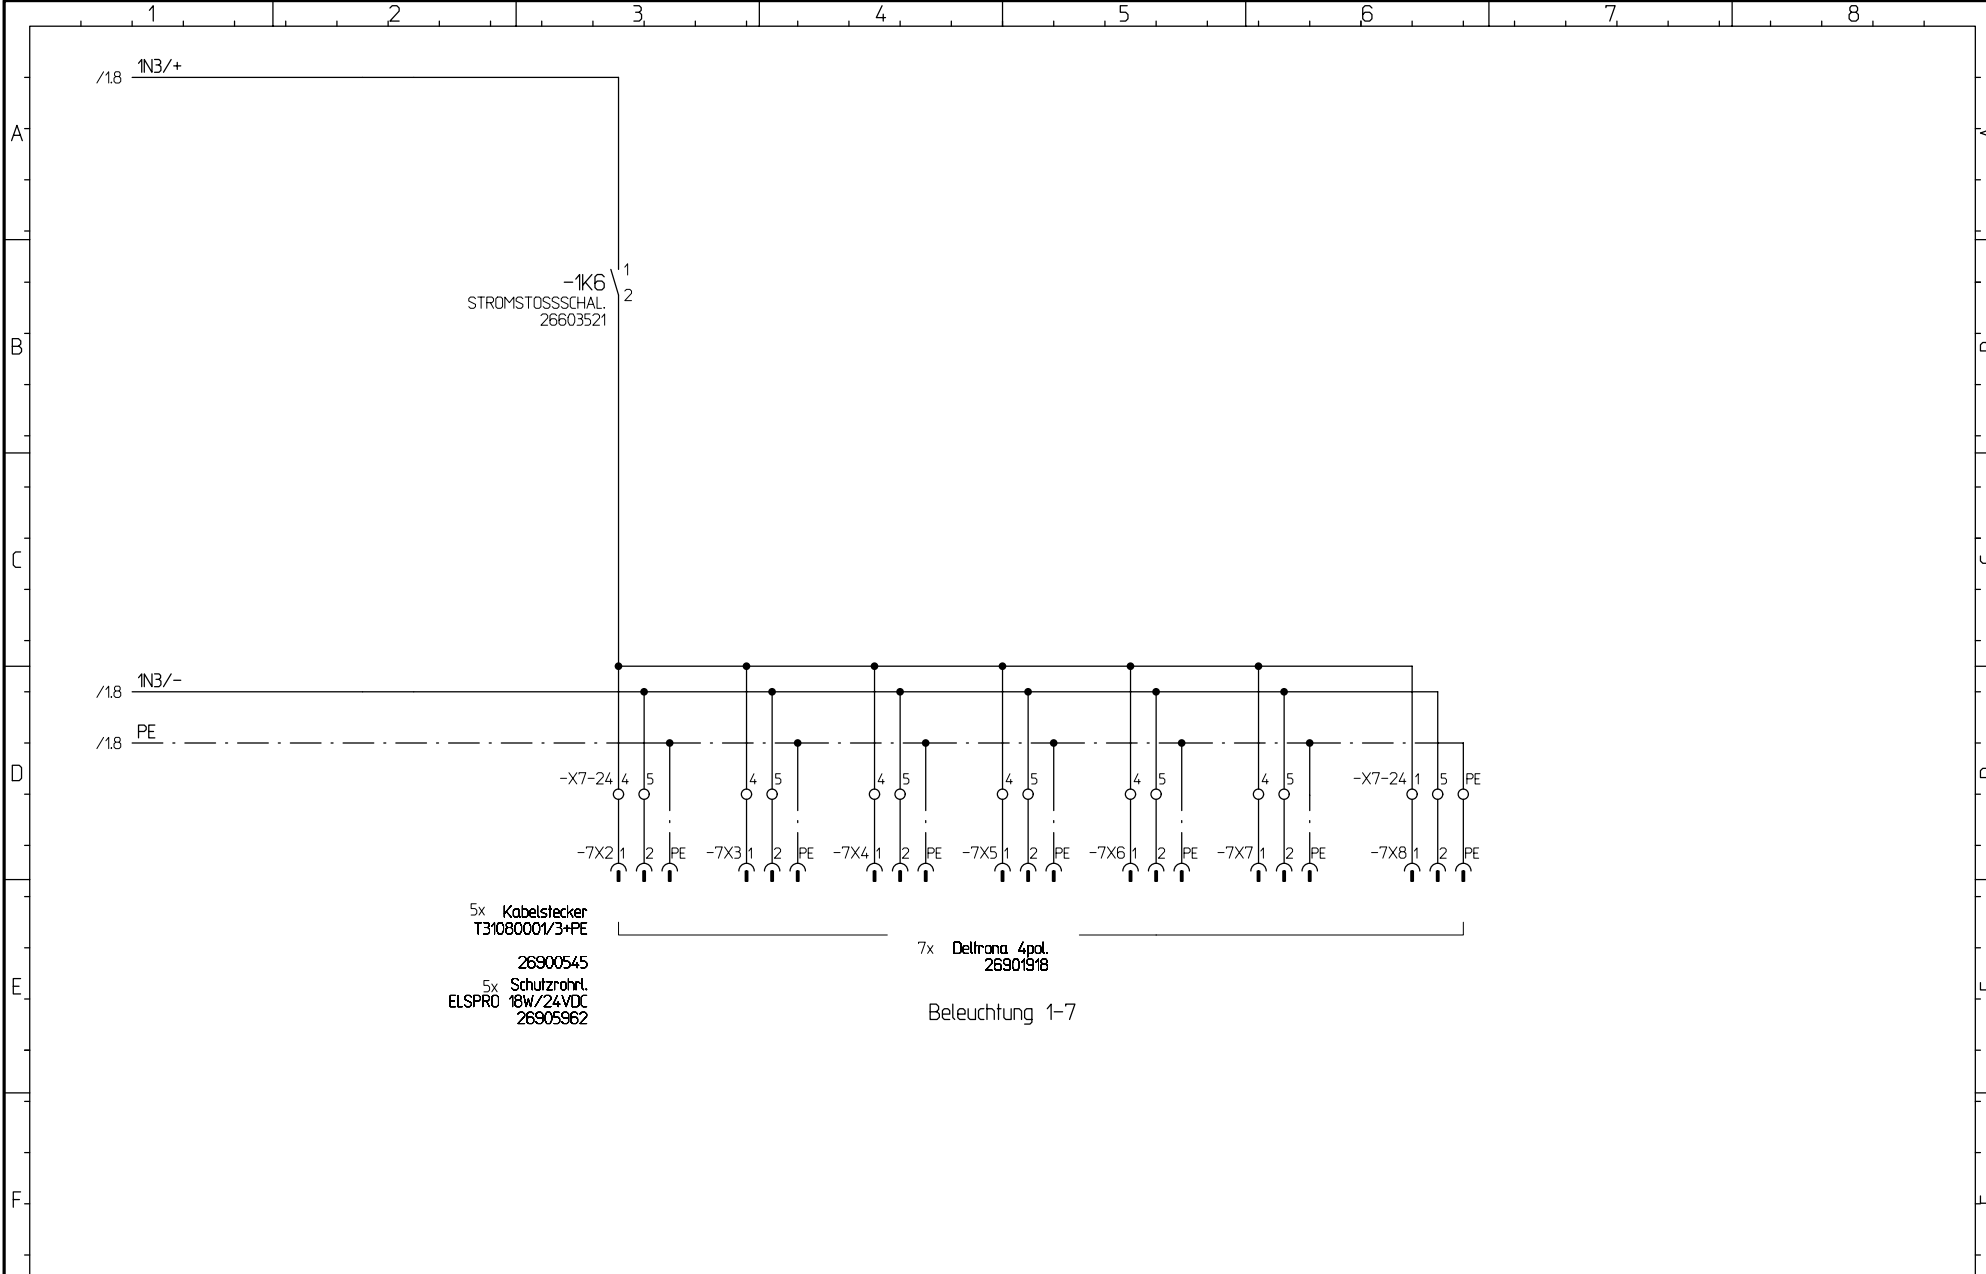 1 2 3 4 5 6 7 8
/1.8 1N3/+
A
-1K6 1
2
STROMSTOSSSCHAL.
26603521
B
C
/1.8 1N3/-
/1.8 PE
D
-X7-24 4 5 4 5 4 5 4 5 4 5 4 5 -X7-24 1 5 PE
-7X2 1 2 PE -7X3 1 2 PE -7X4 1 2 PE -7X5 1 2 PE -7X6 1 2 PE -7X7 1 2 PE -7X8 1 2 PE
5x Kabelstecker
T31080001/3+PE
26900545
5x Schutzrohrl.
ELSPRO 18W/24VDC
26905962
7x Deltrona 4pol.
26901918
E
Beleuchtung 1-7
F